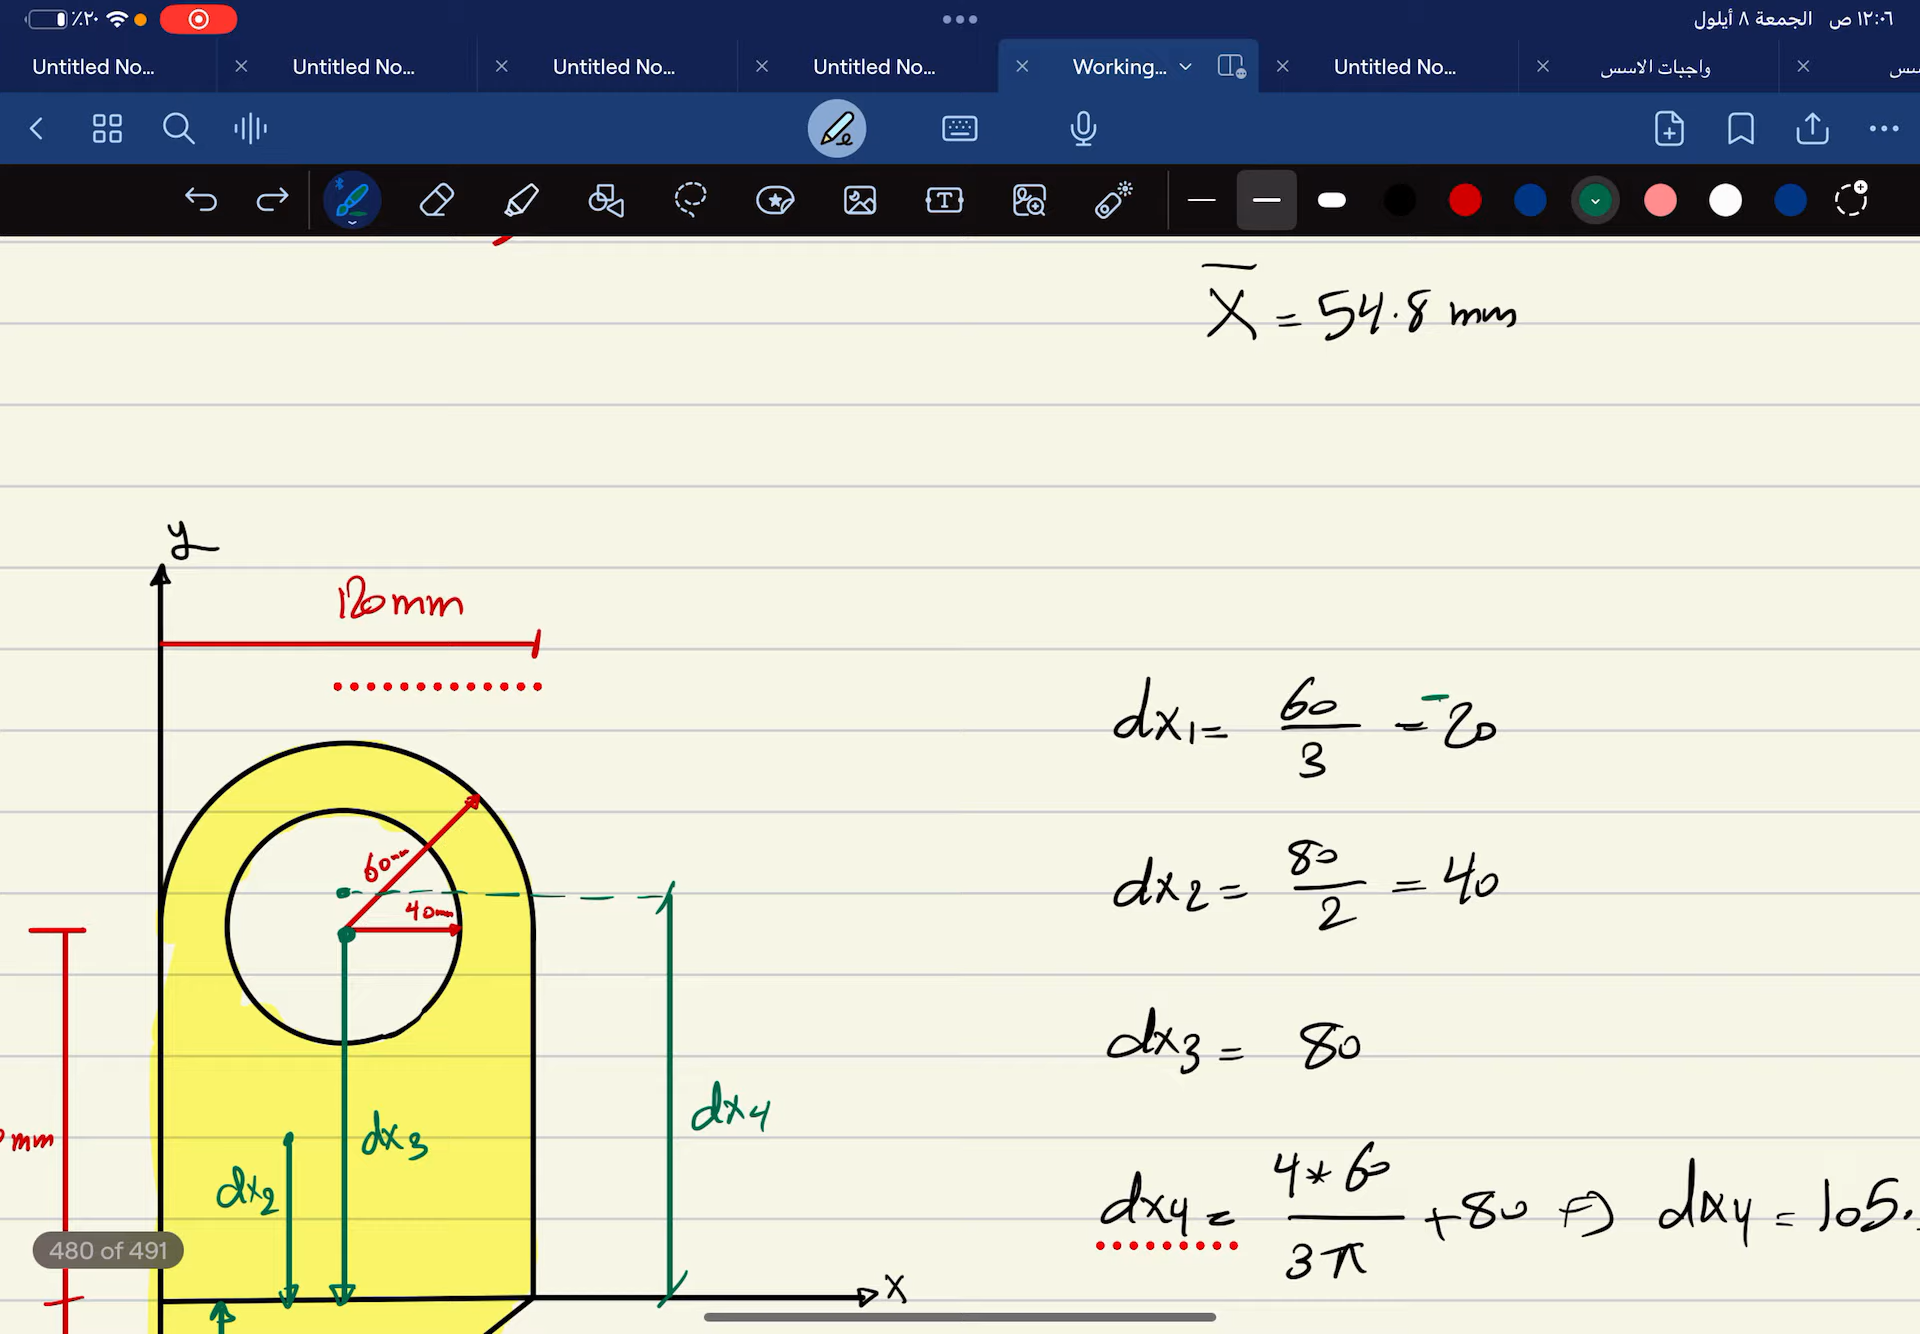 ٪٢٠
١٢:٠٦ ص الجمعة ٨ أيلول
Untitled No...
Untitled No...
Untitled No...
Untitled No...
Working...
Untitled No...
واجبات الاسس
X = 54.8 mm
y
120mm
60mm
40mm
mm
dx2
dx3
dx4
x
dx1 = 60/3 = -20
dx2 = 80/2 = 40
dx3 = 80
dx4 = 4*60/3π + 80 ⇒ dx4 = 105.
480 of 491